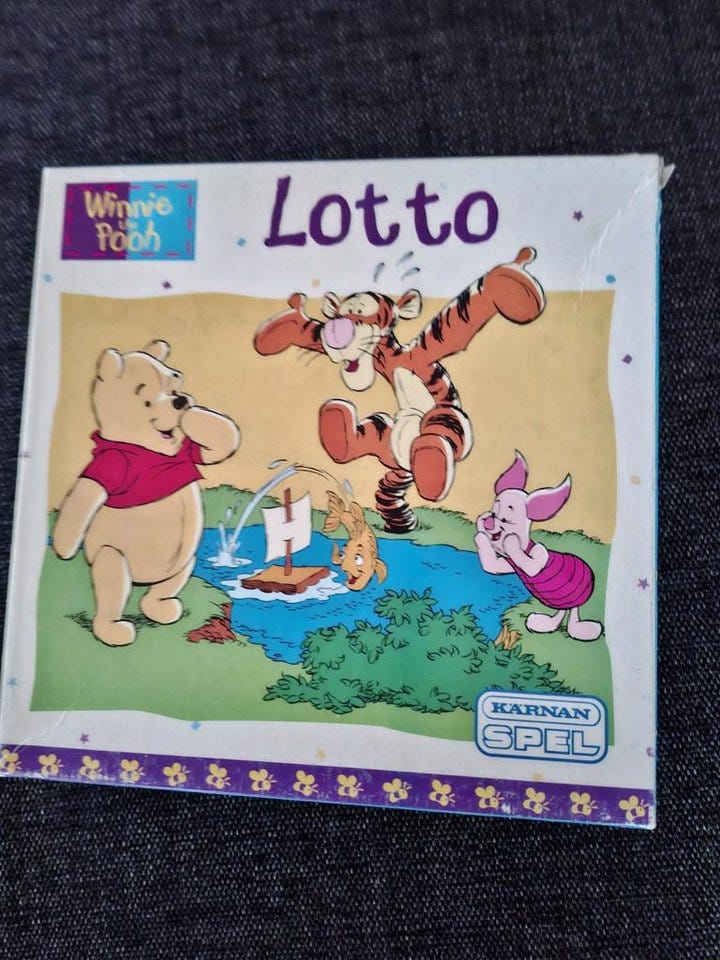 Winnie
the
Pooh
Lotto
KÄRNAN
SPEL